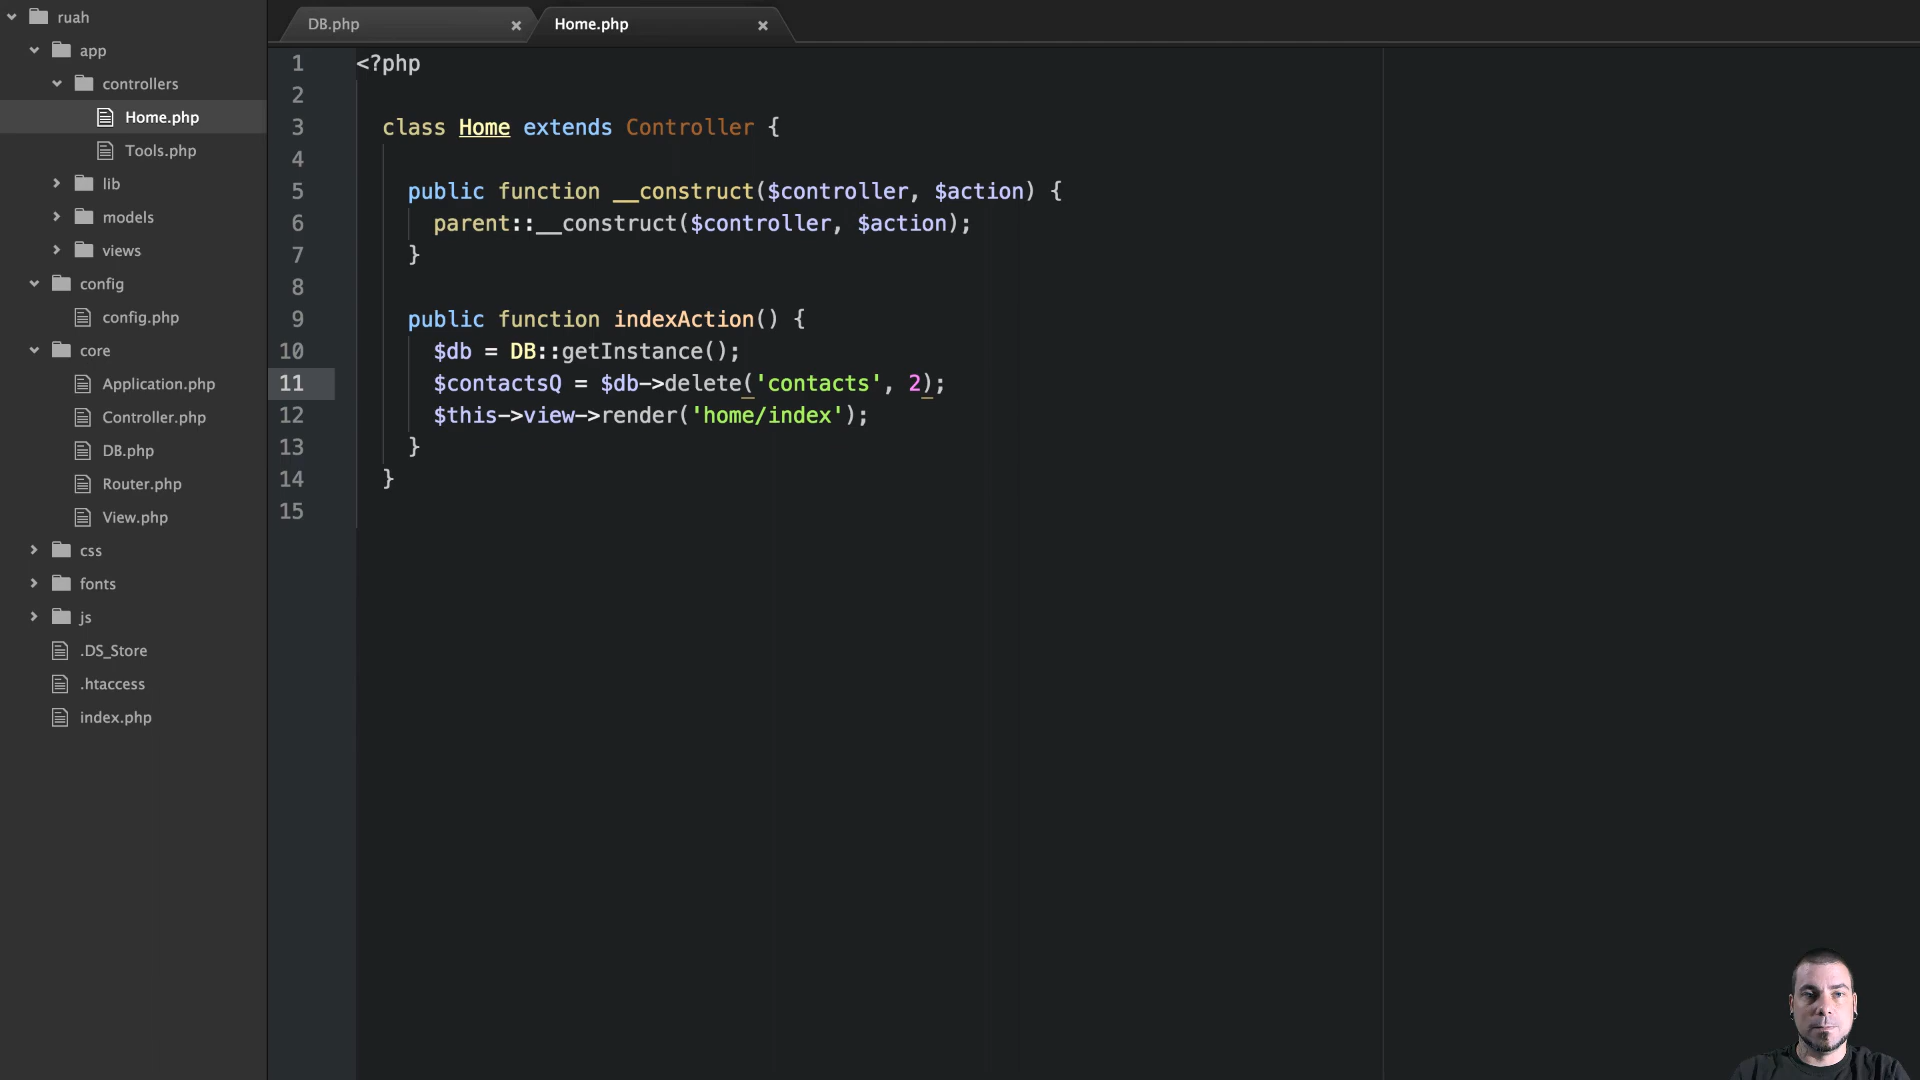 ruah
app
controllers
Home.php
Tools.php
lib
models
views
config
config.php
core
Application.php
Controller.php
DB.php
Router.php
View.php
css
fonts
js
.DS_Store
.htaccess
index.php
DB.php
Home.php
1 <?php
2
3 class Home extends Controller {
4
5 public function __construct($controller, $action) {
6 parent::__construct($controller, $action);
7 }
8
9 public function indexAction() {
10 $db = DB::getInstance();
11 $contactsQ = $db->delete('contacts', 2);
12 $this->view->render('home/index');
13 }
14 }
15